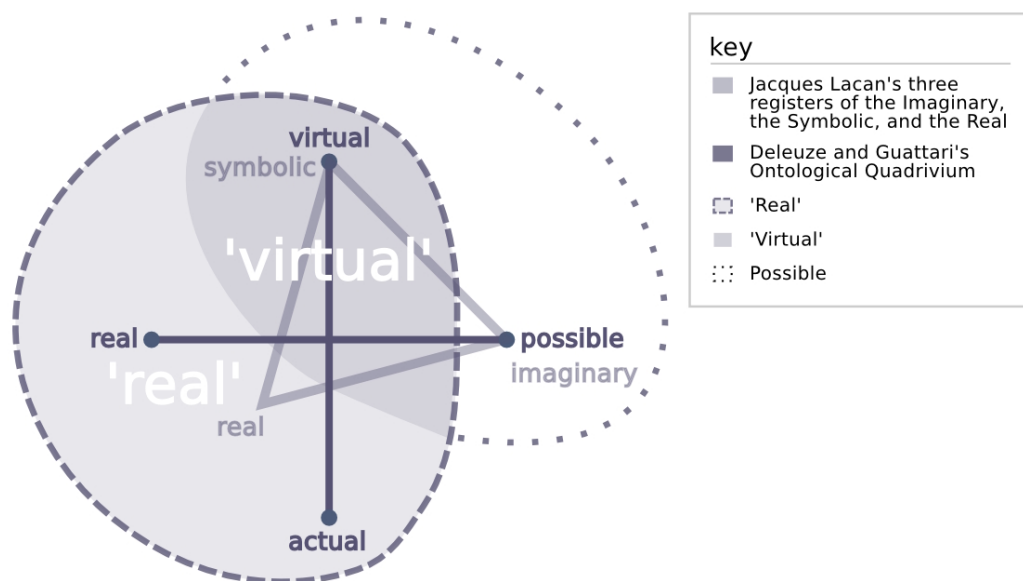 virtual
symbolic
'virtual'
real
possible
'real'
imaginary
real
actual
key
Jacques Lacan's three
registers of the Imaginary,
the Symbolic, and the Real
Deleuze and Guattari's
Ontological Quadrivium
'Real'
'Virtual'
Possible